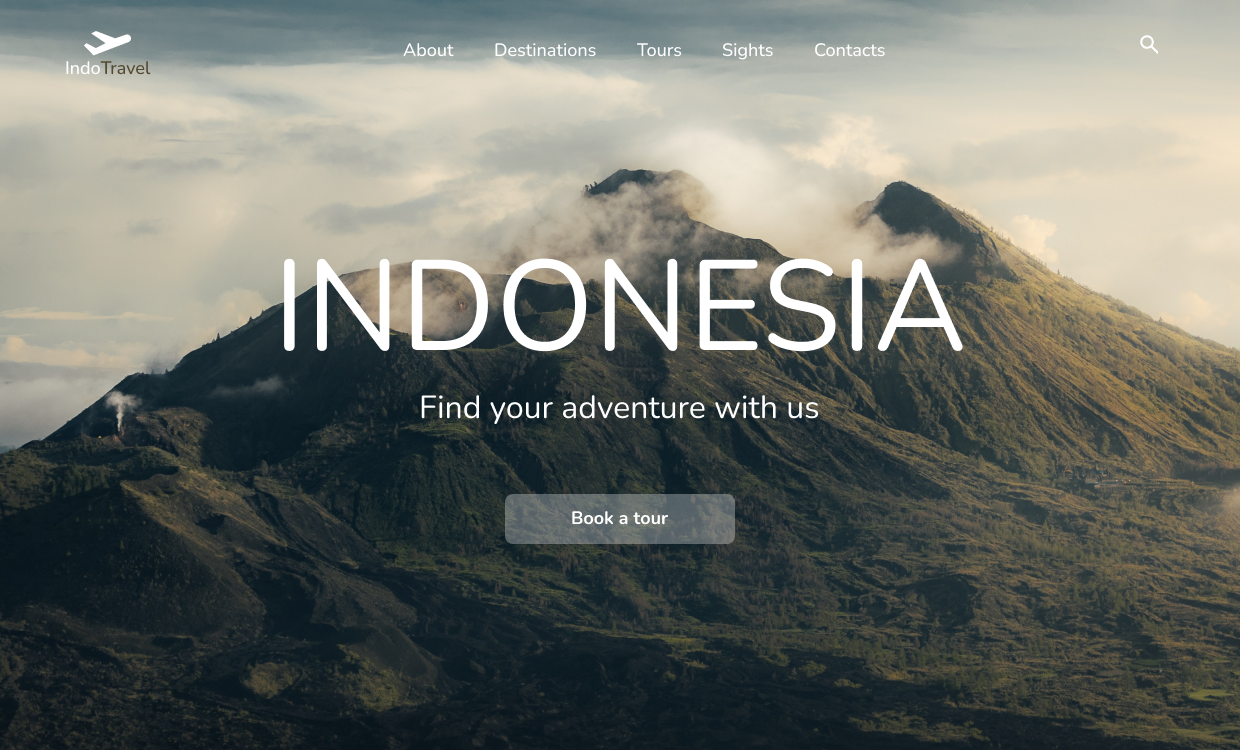 IndoTravel
About Destinations Tours Sights Contacts
INDONESIA
Find your adventure with us
Book a tour